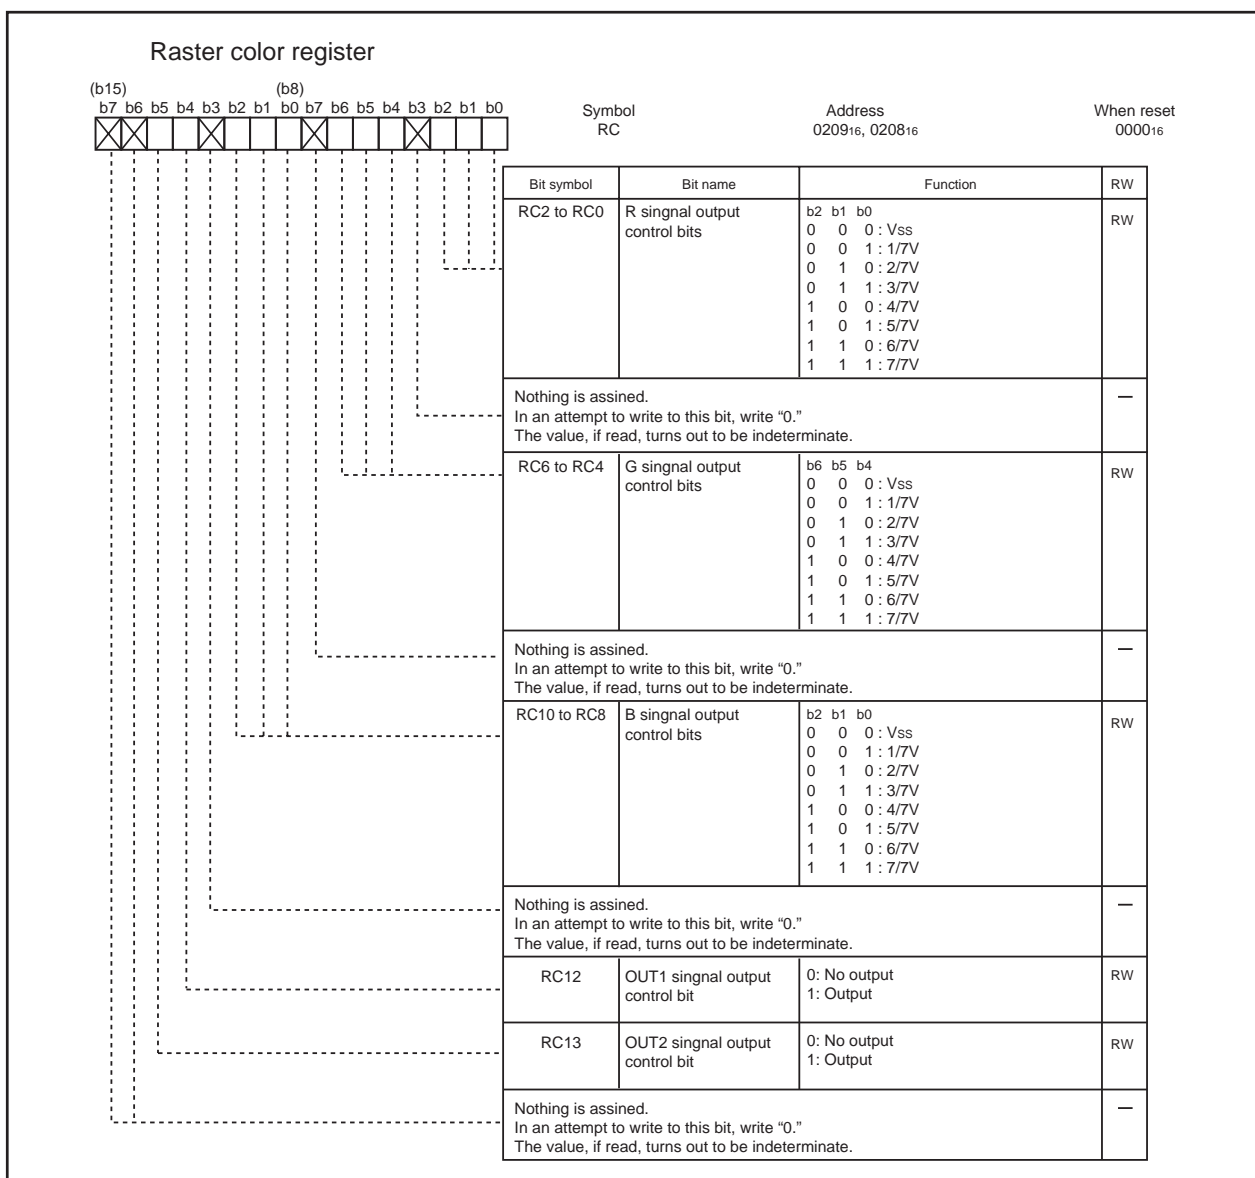 Raster color register
(b15) (b8)
b7 b6 b5 b4 b3 b2 b1 b0 b7 b6 b5 b4 b3 b2 b1 b0
Symbol Address When reset
RC 020916, 020816 000016
Bit symbol Bit name Function RW
RC2 to RC0 R singnal output b2 b1 b0 RW
control bits 0 0 0 : Vss
0 0 1 : 1/7V
0 1 0 : 2/7V
0 1 1 : 3/7V
1 0 0 : 4/7V
1 0 1 : 5/7V
1 1 0 : 6/7V
1 1 1 : 7/7V
Nothing is assined. —
In an attempt to write to this bit, write “0.”
The value, if read, turns out to be indeterminate.
RC6 to RC4 G singnal output b6 b5 b4 RW
control bits 0 0 0 : Vss
0 0 1 : 1/7V
0 1 0 : 2/7V
0 1 1 : 3/7V
1 0 0 : 4/7V
1 0 1 : 5/7V
1 1 0 : 6/7V
1 1 1 : 7/7V
Nothing is assined. —
In an attempt to write to this bit, write “0.”
The value, if read, turns out to be indeterminate.
RC10 to RC8 B singnal output b2 b1 b0 RW
control bits 0 0 0 : Vss
0 0 1 : 1/7V
0 1 0 : 2/7V
0 1 1 : 3/7V
1 0 0 : 4/7V
1 0 1 : 5/7V
1 1 0 : 6/7V
1 1 1 : 7/7V
Nothing is assined. —
In an attempt to write to this bit, write “0.”
The value, if read, turns out to be indeterminate.
RC12 OUT1 singnal output 0: No output RW
control bit 1: Output
RC13 OUT2 singnal output 0: No output RW
control bit 1: Output
Nothing is assined. —
In an attempt to write to this bit, write “0.”
The value, if read, turns out to be indeterminate.